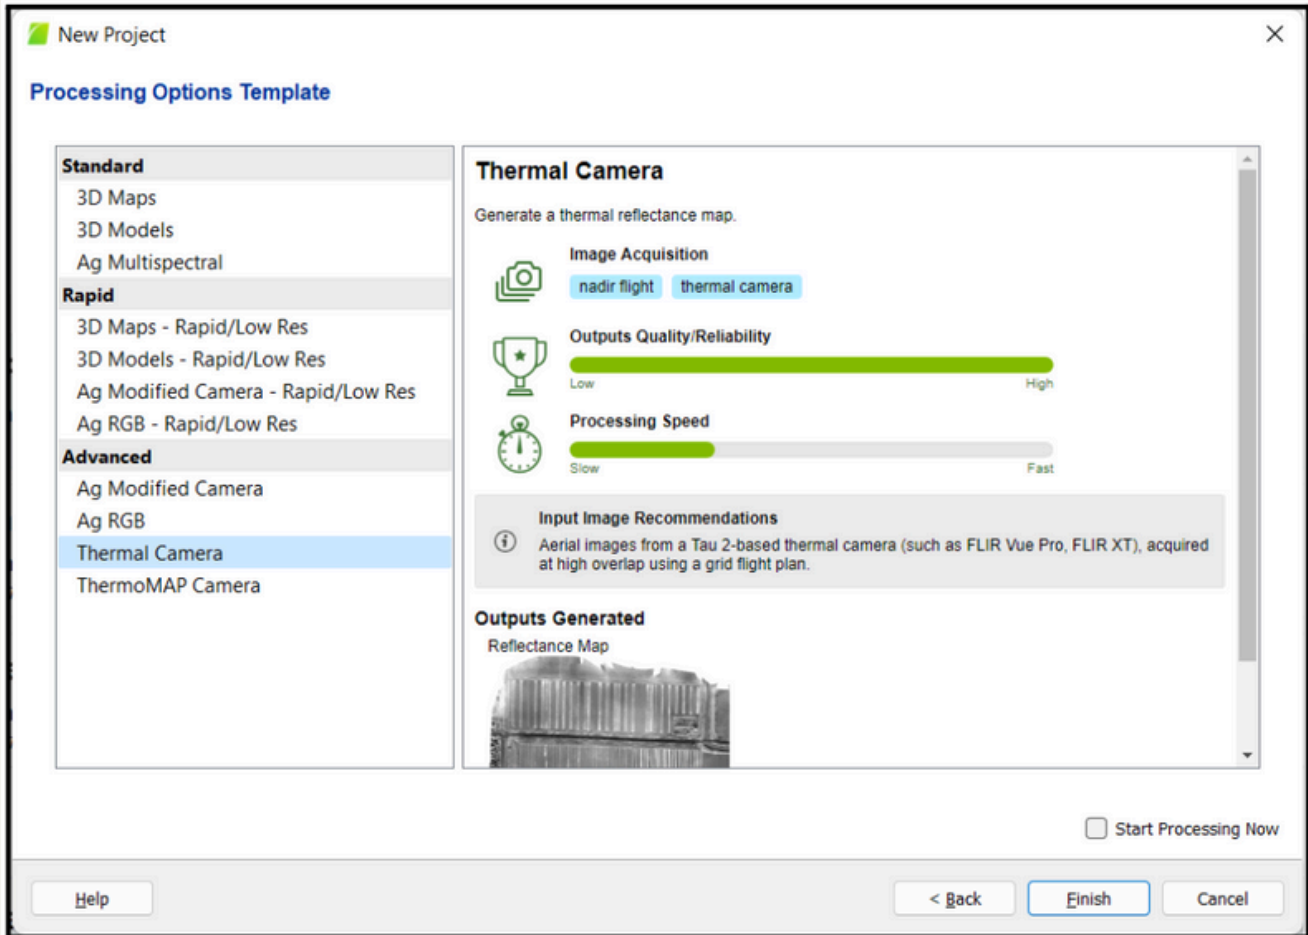 New Project
Processing Options Template
Standard
3D Maps
3D Models
Ag Multispectral
Rapid
3D Maps - Rapid/Low Res
3D Models - Rapid/Low Res
Ag Modified Camera - Rapid/Low Res
Ag RGB - Rapid/Low Res
Advanced
Ag Modified Camera
Ag RGB
Thermal Camera
ThermoMAP Camera
Thermal Camera
Generate a thermal reflectance map.
Image Acquisition
nadir flight thermal camera
Outputs Quality/Reliability
Low High
Processing Speed
Slow Fast
Input Image Recommendations
Aerial images from a Tau 2-based thermal camera (such as FLIR Vue Pro, FLIR XT), acquired
at high overlap using a grid flight plan.
Outputs Generated
Reflectance Map
Start Processing Now
Help < Back Finish Cancel